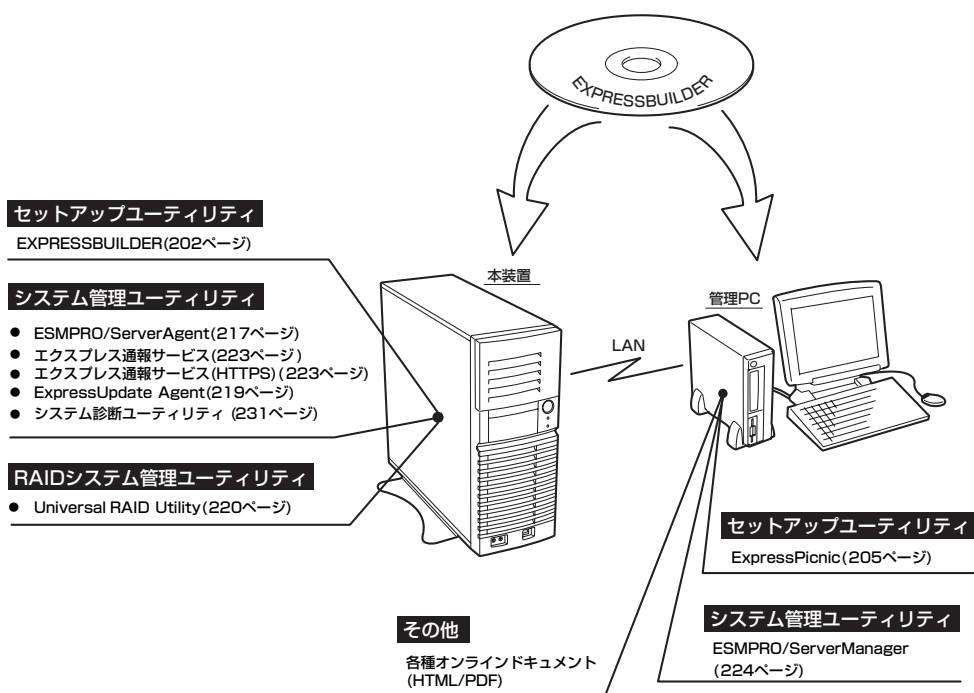 EXPRESSBUILDER
セットアップユーティリティ
EXPRESSBUILDER(202ページ)
システム管理ユーティリティ
● ESMPRO/ServerAgent(217ページ)
● エクスプレス通報サービス(223ページ)
● エクスプレス通報サービス(HTTPS)(223ページ)
● ExpressUpdate Agent(219ページ)
● システム診断ユーティリティ (231ページ)
RAIDシステム管理ユーティリティ
● Universal RAID Utility(220ページ)
本装置
LAN
管理PC
セットアップユーティリティ
ExpressPicnic(205ページ)
システム管理ユーティリティ
ESMPRO/ServerManager
(224ページ)
その他
各種オンラインドキュメント
(HTML/PDF)